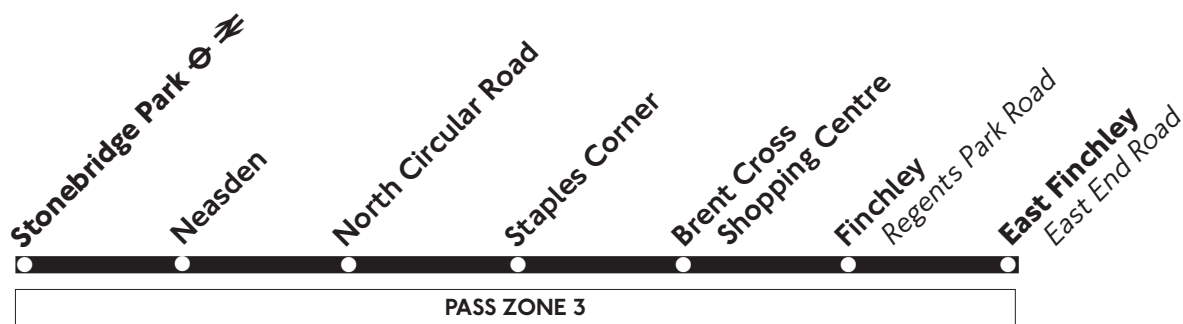 Stonebridge Park
Neasden
North Circular Road
Staples Corner
Brent Cross
Shopping Centre
Finchley
Regents Park Road
East Finchley
East End Road
PASS ZONE 3